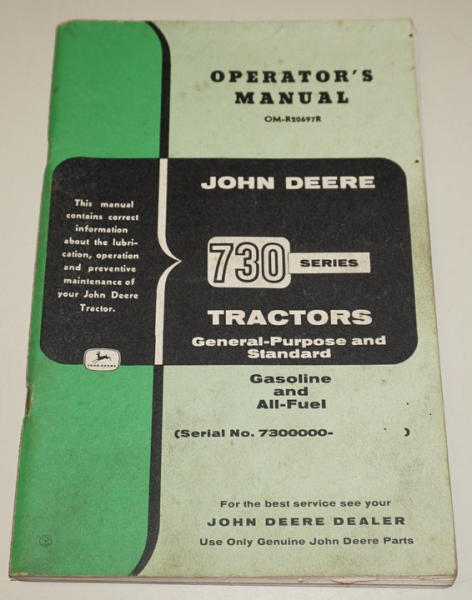 OPERATOR'S
MANUAL
OM-R20697R
This manual
contains correct
information
about the lubri-
cation, operation
and preventive
maintenance of
your John Deere
Tractor.
JOHN DEERE
JOHN DEERE
730 SERIES
TRACTORS
General-Purpose and
Standard
Gasoline
and
All-Fuel
(Serial No. 7300000- )
For the best service see your
JOHN DEERE DEALER
Use Only Genuine John Deere Parts